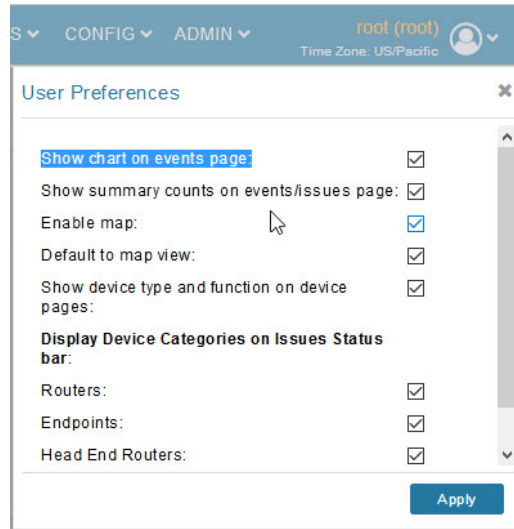 S CONFIG ADMIN root (root)
Time Zone: US/Pacific
User Preferences
Show chart on events page:
Show summary counts on events/issues page:
Enable map:
Default to map view:
Show device type and function on device
pages:
Display Device Categories on Issues Status
bar:
Routers:
Endpoints:
Head End Routers:
Apply